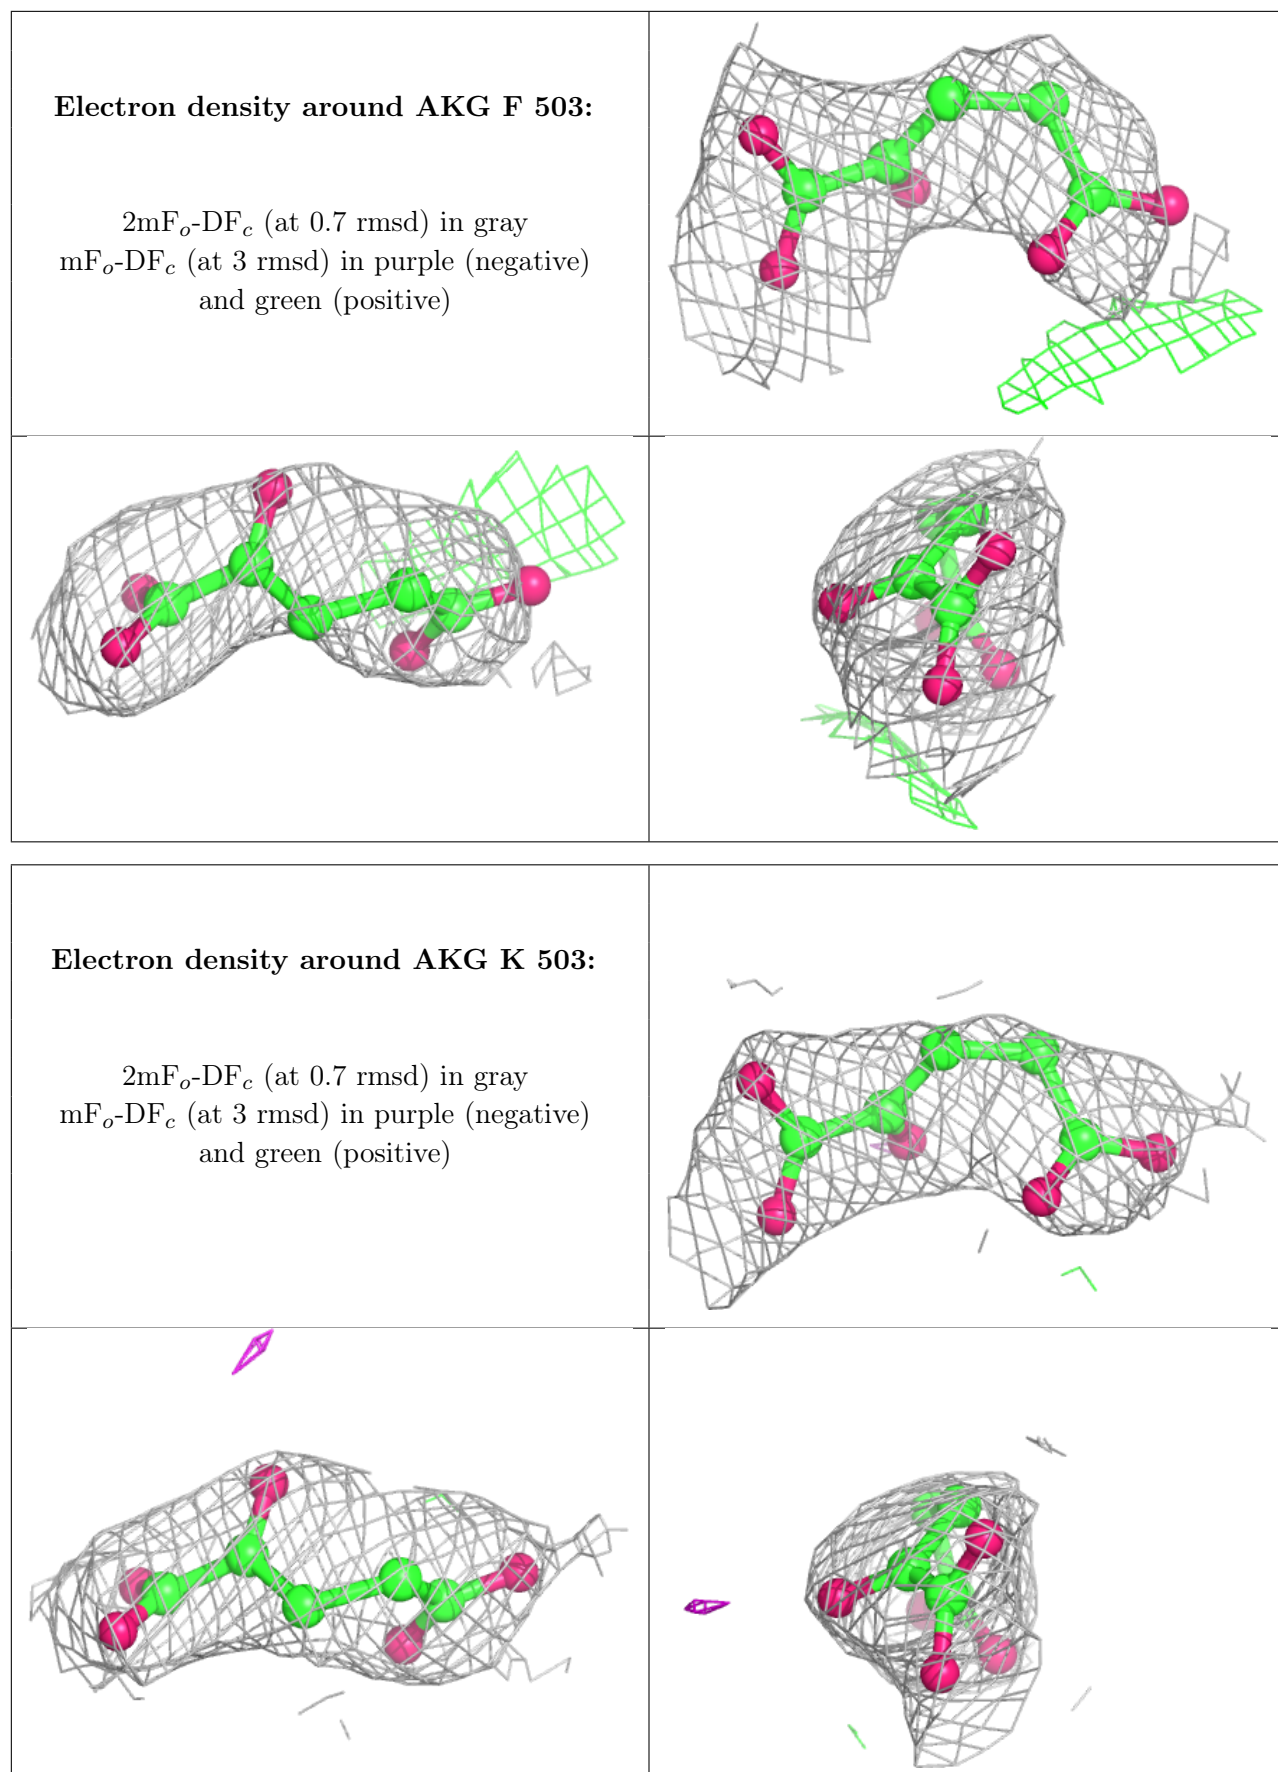 Electron density around AKG F 503:
2mFo-DFc (at 0.7 rmsd) in gray
mFo-DFc (at 3 rmsd) in purple (negative)
and green (positive)
Electron density around AKG K 503:
2mFo-DFc (at 0.7 rmsd) in gray
mFo-DFc (at 3 rmsd) in purple (negative)
and green (positive)